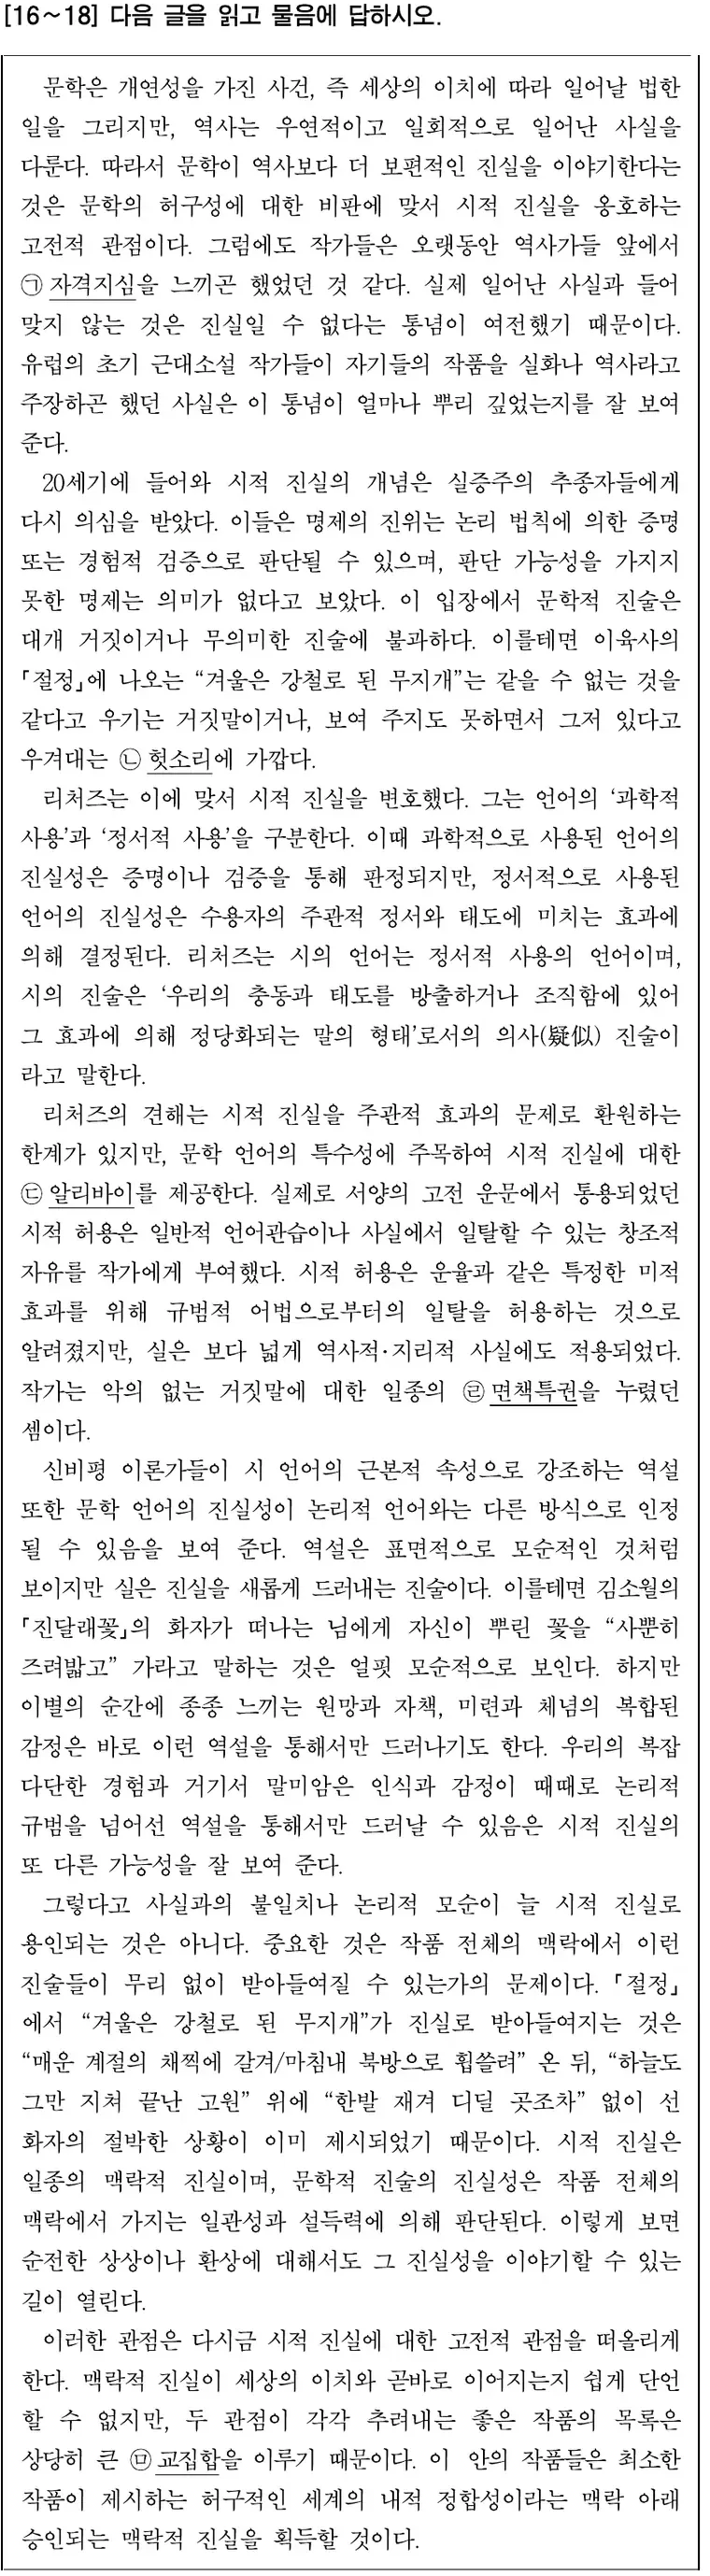 [16～18] 다음 글을 읽고 물음에 답하시오.
문학은 개연성을 가진 사건, 즉 세상의 이치에 따라 일어날 법한
일을 그리지만, 역사는 우연적이고 일회적으로 일어난 사실을
다룬다. 따라서 문학이 역사보다 더 보편적인 진실을 이야기한다는
것은 문학의 허구성에 대한 비판에 맞서 시적 진실을 옹호하는
고전적 관점이다. 그럼에도 작가들은 오랫동안 역사가들 앞에서
㉠ 자격지심을 느끼곤 했었던 것 같다. 실제 일어난 사실과 들어
맞지 않는 것은 진실일 수 없다는 통념이 여전했기 때문이다.
유럽의 초기 근대소설 작가들이 자기들의 작품을 실화나 역사라고
주장하곤 했던 사실은 이 통념이 얼마나 뿌리 깊었는지를 잘 보여
준다.
20세기에 들어와 시적 진실의 개념은 실증주의 추종자들에게
다시 의심을 받았다. 이들은 명제의 진위는 논리 법칙에 의한 증명
또는 경험적 검증으로 판단될 수 있으며, 판단 가능성을 가지지
못한 명제는 의미가 없다고 보았다. 이 입장에서 문학적 진술은
대개 거짓이거나 무의미한 진술에 불과하다. 이를테면 이육사의
｢절정｣에 나오는 “겨울은 강철로 된 무지개”는 같을 수 없는 것을
같다고 우기는 거짓말이거나, 보여 주지도 못하면서 그저 있다고
우겨대는 ㉡ 헛소리에 가깝다.
리처즈는 이에 맞서 시적 진실을 변호했다. 그는 언어의 ‘과학적
사용’과 ‘정서적 사용’을 구분한다. 이때 과학적으로 사용된 언어의
진실성은 증명이나 검증을 통해 판정되지만, 정서적으로 사용된
언어의 진실성은 수용자의 주관적 정서와 태도에 미치는 효과에
의해 결정된다. 리처즈는 시의 언어는 정서적 사용의 언어이며,
시의 진술은 ‘우리의 충동과 태도를 방출하거나 조직함에 있어
그 효과에 의해 정당화되는 말의 형태’로서의 의사(疑似) 진술이
라고 말한다.
리처즈의 견해는 시적 진실을 주관적 효과의 문제로 환원하는
한계가 있지만, 문학 언어의 특수성에 주목하여 시적 진실에 대한
㉢ 알리바이를 제공한다. 실제로 서양의 고전 운문에서 통용되었던
시적 허용은 일반적 언어관습이나 사실에서 일탈할 수 있는 창조적
자유를 작가에게 부여했다. 시적 허용은 운율과 같은 특정한 미적
효과를 위해 규범적 어법으로부터의 일탈을 허용하는 것으로
알려졌지만, 실은 보다 넓게 역사적･지리적 사실에도 적용되었다.
작가는 악의 없는 거짓말에 대한 일종의 ㉣ 면책특권을 누렸던
셈이다.
신비평 이론가들이 시 언어의 근본적 속성으로 강조하는 역설
또한 문학 언어의 진실성이 논리적 언어와는 다른 방식으로 인정
될 수 있음을 보여 준다. 역설은 표면적으로 모순적인 것처럼
보이지만 실은 진실을 새롭게 드러내는 진술이다. 이를테면 김소월의
｢진달래꽃｣의 화자가 떠나는 님에게 자신이 뿌린 꽃을 “사뿐히
즈려밟고” 가라고 말하는 것은 얼핏 모순적으로 보인다. 하지만
이별의 순간에 종종 느끼는 원망과 자책, 미련과 체념의 복합된
감정은 바로 이런 역설을 통해서만 드러나기도 한다. 우리의 복잡
다단한 경험과 거기서 말미암은 인식과 감정이 때때로 논리적
규범을 넘어선 역설을 통해서만 드러날 수 있음은 시적 진실의
또 다른 가능성을 잘 보여 준다.
그렇다고 사실과의 불일치나 논리적 모순이 늘 시적 진실로
용인되는 것은 아니다. 중요한 것은 작품 전체의 맥락에서 이런
진술들이 무리 없이 받아들여질 수 있는가의 문제이다. ｢절정｣
에서 “겨울은 강철로 된 무지개”가 진실로 받아들여지는 것은
“매운 계절의 채찍에 갈겨/마침내 북방으로 휩쓸려” 온 뒤, “하늘도
그만 지쳐 끝난 고원” 위에 “한발 재겨 디딜 곳조차” 없이 선
화자의 절박한 상황이 이미 제시되었기 때문이다. 시적 진실은
일종의 맥락적 진실이며, 문학적 진술의 진실성은 작품 전체의
맥락에서 가지는 일관성과 설득력에 의해 판단된다. 이렇게 보면
순전한 상상이나 환상에 대해서도 그 진실성을 이야기할 수 있는
길이 열린다.
이러한 관점은 다시금 시적 진실에 대한 고전적 관점을 떠올리게
한다. 맥락적 진실이 세상의 이치와 곧바로 이어지는지 쉽게 단언
할 수 없지만, 두 관점이 각각 추려내는 좋은 작품의 목록은
상당히 큰 ㉤ 교집합을 이루기 때문이다. 이 안의 작품들은 최소한
작품이 제시하는 허구적인 세계의 내적 정합성이라는 맥락 아래
승인되는 맥락적 진실을 획득할 것이다.